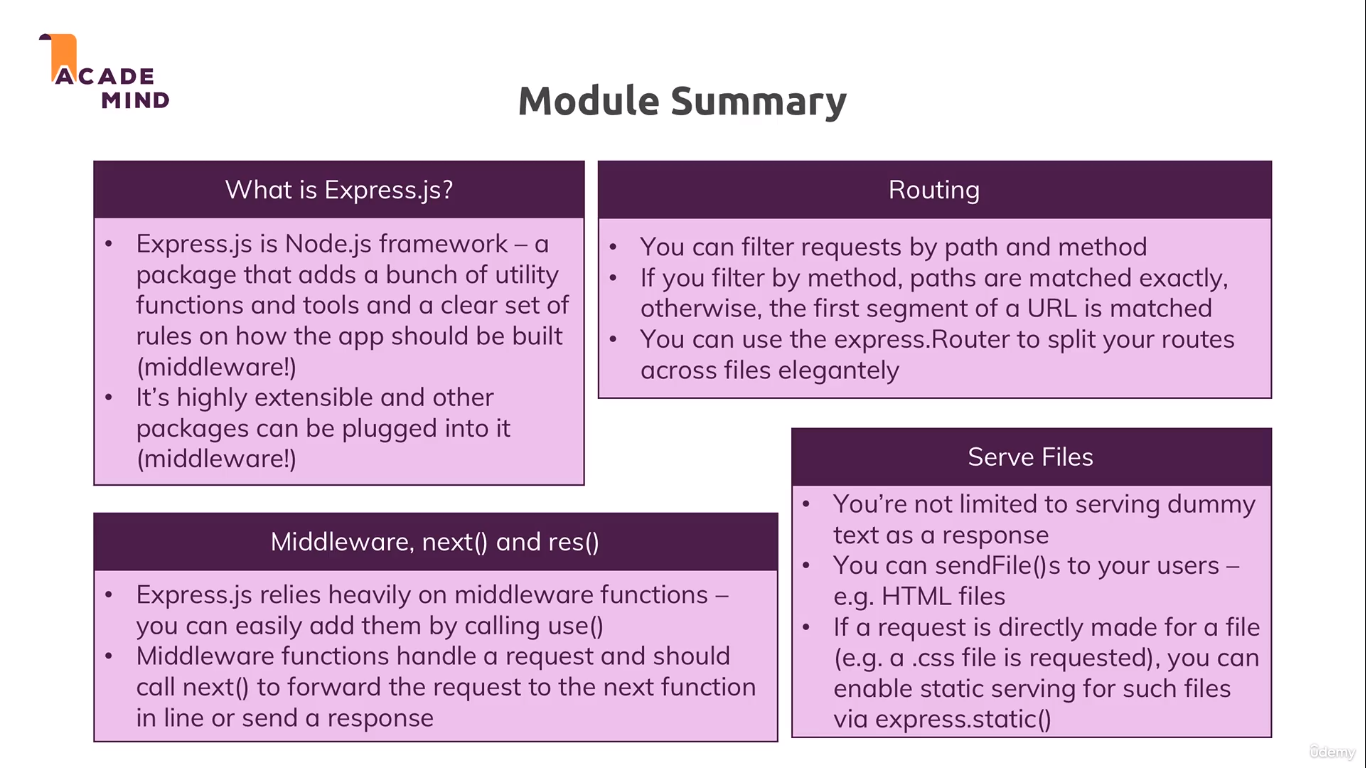 ACADE
MIND
Module Summary
What is Express.js?
• Express.js is Node.js framework – a
package that adds a bunch of utility
functions and tools and a clear set of
rules on how the app should be built
(middleware!)
• It’s highly extensible and other
packages can be plugged into it
(middleware!)
Routing
• You can filter requests by path and method
• If you filter by method, paths are matched exactly,
otherwise, the first segment of a URL is matched
• You can use the express.Router to split your routes
across files elegantely
Middleware, next() and res()
• Express.js relies heavily on middleware functions –
you can easily add them by calling use()
• Middleware functions handle a request and should
call next() to forward the request to the next function
in line or send a response
Serve Files
• You’re not limited to serving dummy
text as a response
• You can sendFile()s to your users –
e.g. HTML files
• If a request is directly made for a file
(e.g. a .css file is requested), you can
enable static serving for such files
via express.static()
ûdemy